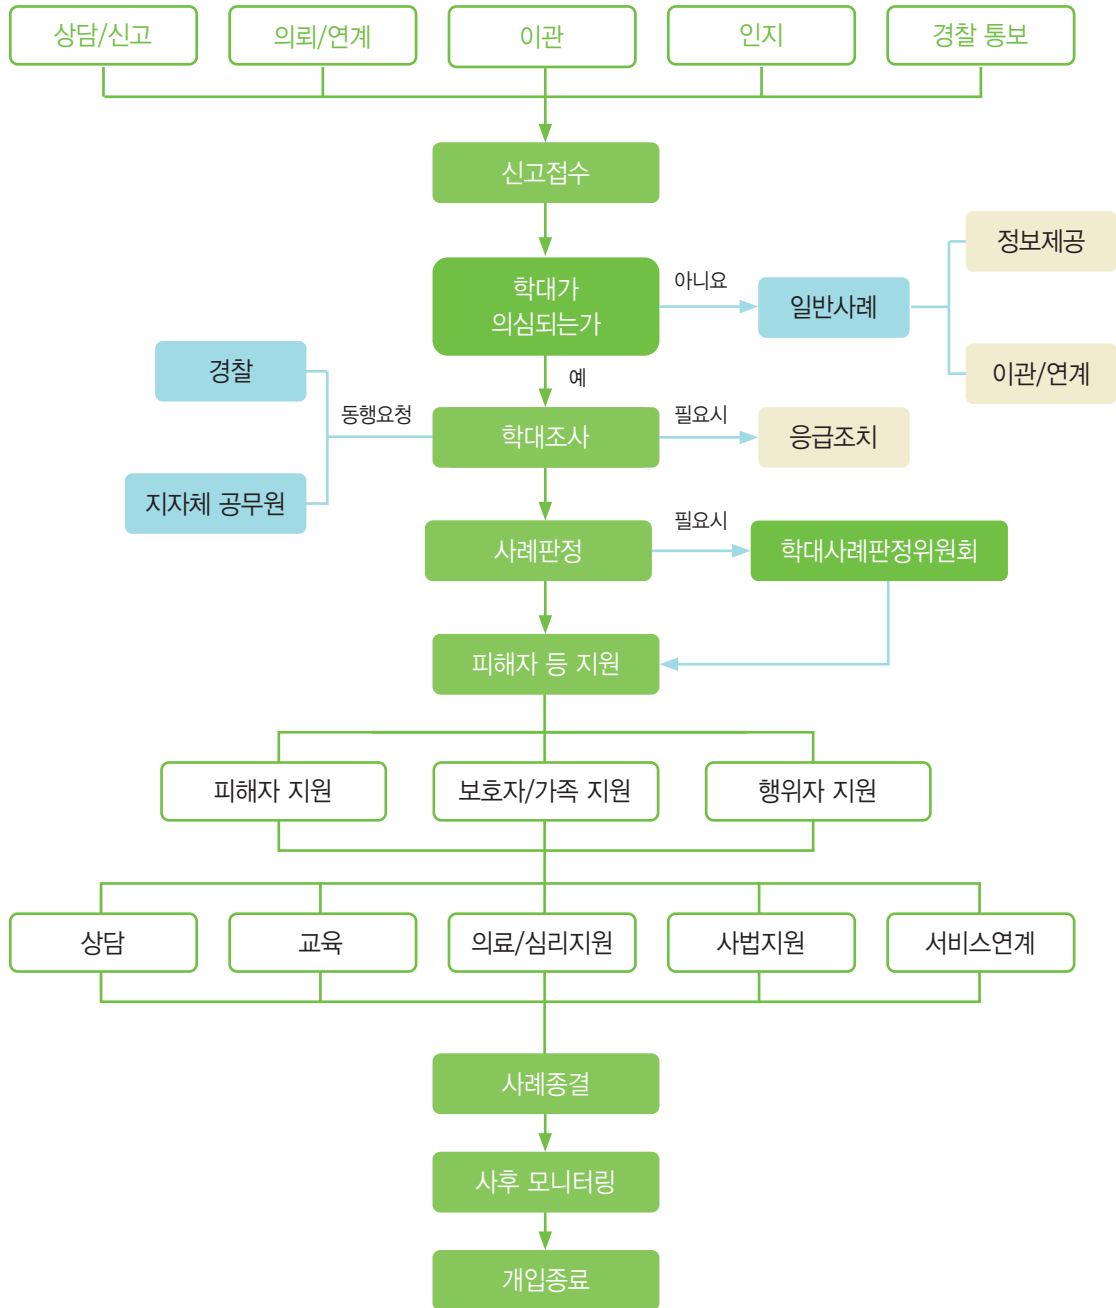 상담/신고
의뢰/연계
이관
인지
경찰 통보
신고접수
학대가
의심되는가
아니요
일반사례
정보제공
이관/연계
예
경찰
지자체 공무원
동행요청
학대조사
필요시
응급조치
사례판정
필요시
학대사례판정위원회
피해자 등 지원
피해자 지원
보호자/가족 지원
행위자 지원
상담
교육
의료/심리지원
사법지원
서비스연계
사례종결
사후 모니터링
개입종료